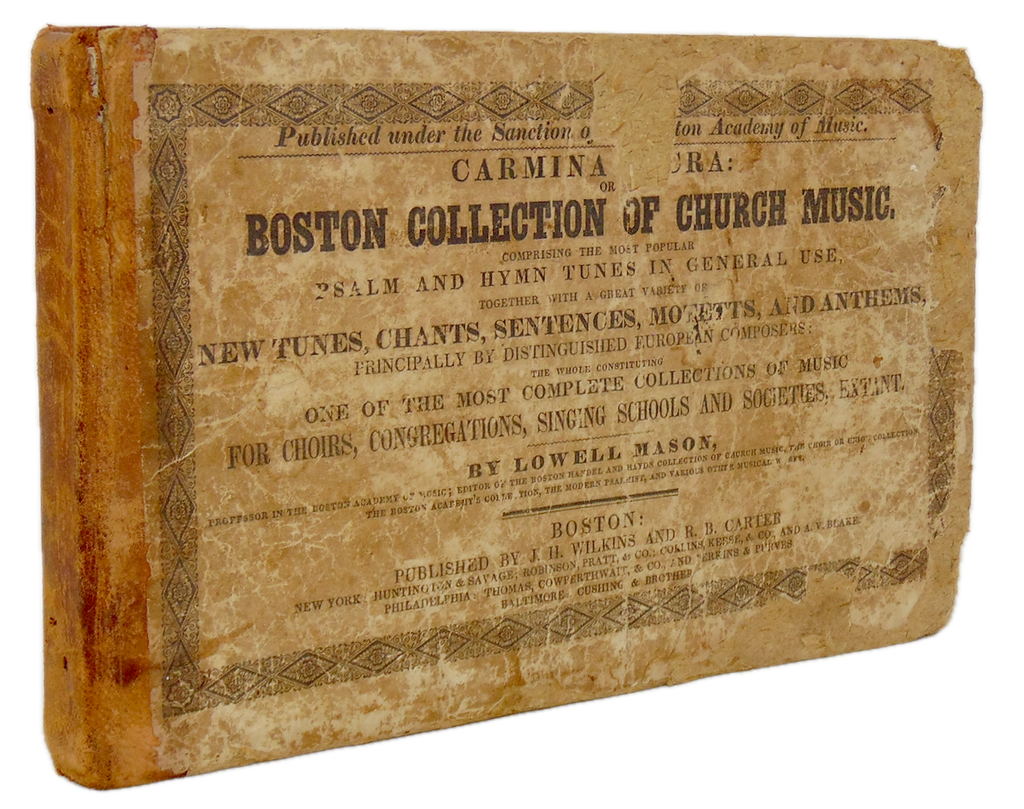 Published under the Sanction o ton Academy of Music.
CARMINA CRA:
OR
BOSTON COLLECTION OF CHURCH MUSIC.
COMPRISING THE MOST POPULAR
PSALM AND HYMN TUNES IN GENERAL USE,
TOGETHER WITH A GREAT VARIETY OF
NEW TUNES, CHANTS, SENTENCES, MOTETTS, AND ANTHEMS,
PRINCIPALLY BY DISTINGUISHED EUROPEAN COMPOSERS:
THE WHOLE CONSTITUTING
ONE OF THE MOST COMPLETE COLLECTIONS OF MUSIC
FOR CHOIRS, CONGREGATIONS, SINGING SCHOOLS AND SOCIETIES, EXTANT.
BY LOWELL MASON,
PROFESSOR IN THE BOSTON ACADEMY OF MUSIC; EDITOR OF THE BOSTON HANDEL AND HAYDN COLLECTION OF CHURCH MUSIC, THE CHOIR OR UNION COLLECTION,
THE BOSTON ACADEMY'S COLLECTION, THE MODERN PSALMIST, AND VARIOUS OTHER MUSICAL WORKS.
BOSTON:
PUBLISHED BY J. H. WILKINS AND R. B. CARTER
NEW YORK: HUNTINGTON & SAVAGE; ROBINSON, PRATT, & CO.; COLLINS, KEESE, & CO., AND A. V. BLAKE.
PHILADELPHIA: THOMAS, COWPERTHWAIT, & CO., AND PERKINS & PURVES
BALTIMORE CUSHING & BROTHER